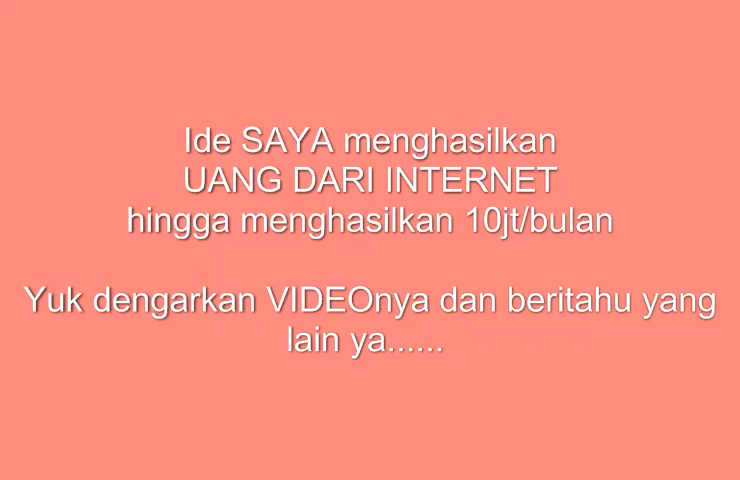 Ide SAYA menghasilkan
UANG DARI INTERNET
hingga menghasilkan 10jt/bulan
Yuk dengarkan VIDEOnya dan beritahu yang
lain ya......